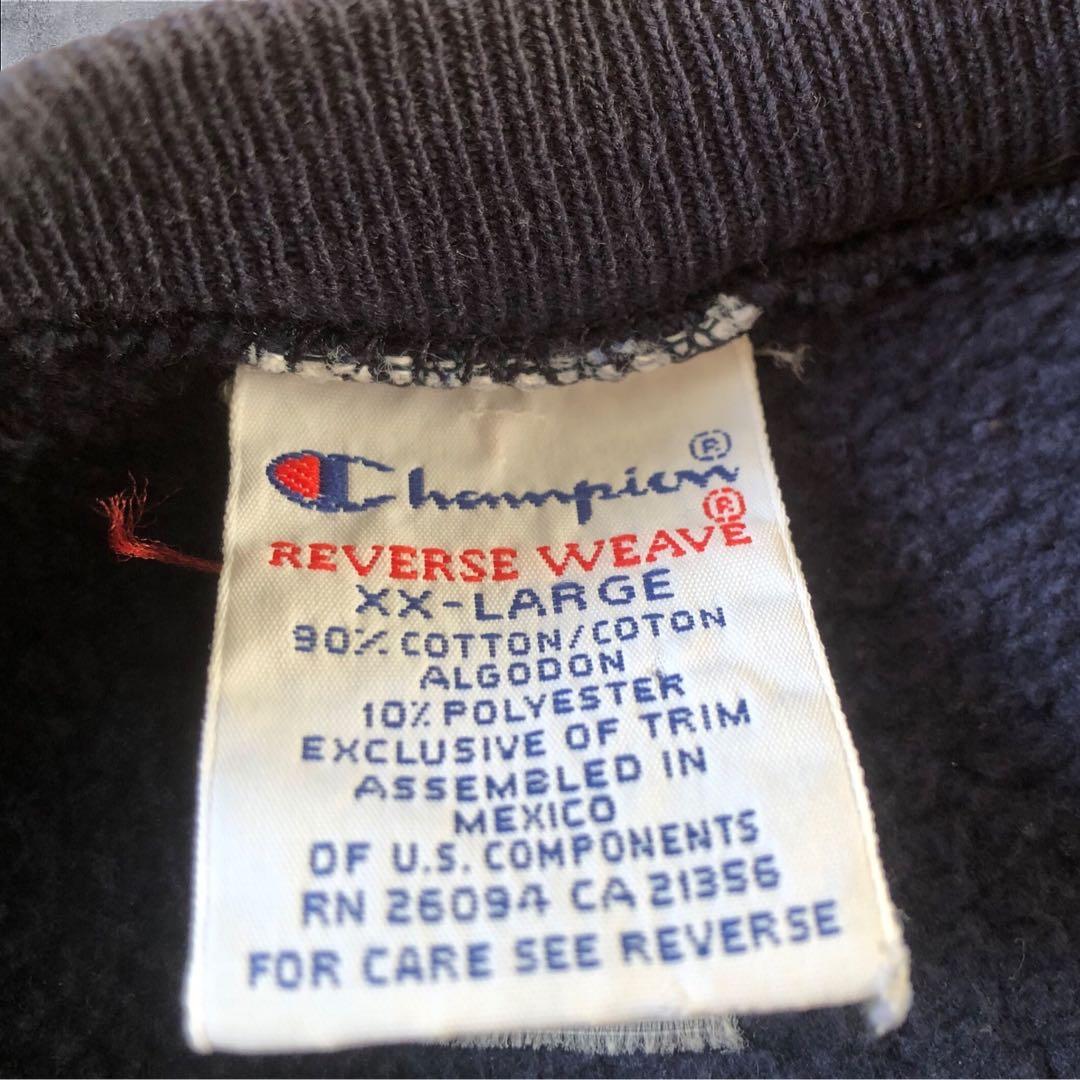 Champion®
REVERSE WEAVE®
XX-LARGE
90% COTTON/COTON
ALGODON
10% POLYESTER
EXCLUSIVE OF TRIM
ASSEMBLED IN
MEXICO
OF U.S. COMPONENTS
RN 26094 CA 21356
FOR CARE SEE REVERSE